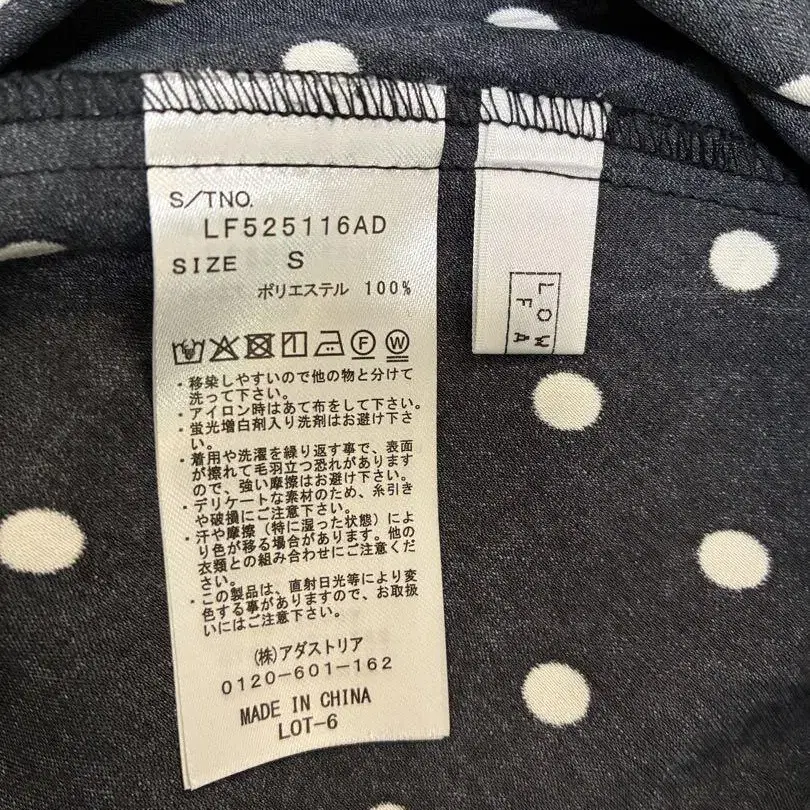 S/TNO.
LF525116AD
SIZE S
ポリエステル 100%
F W
・移染しやすいので他の物と分けて
洗って下さい。
・アイロン時はあて布をして下さい。
・蛍光増白剤入り洗剤はお避け下さ
い。
・着用や洗濯を繰り返す事で、表面
が擦れて毛羽立つ恐れがあります
ので、強い摩擦はお避け下さい。
・デリケートな素材のため、糸引き
や破損にご注意下さい。
・汗や摩擦(特に湿った状態)によ
り色が移る場合があります。他の
衣類との組み合わせにご注意くだ
さい。
・この製品は、直射日光等により変
色する事がありますので、お取扱
いにはご注意下さい。
(株)アダストリア
0120-601-162
MADE IN CHINA
LOT-6
LOW
FA